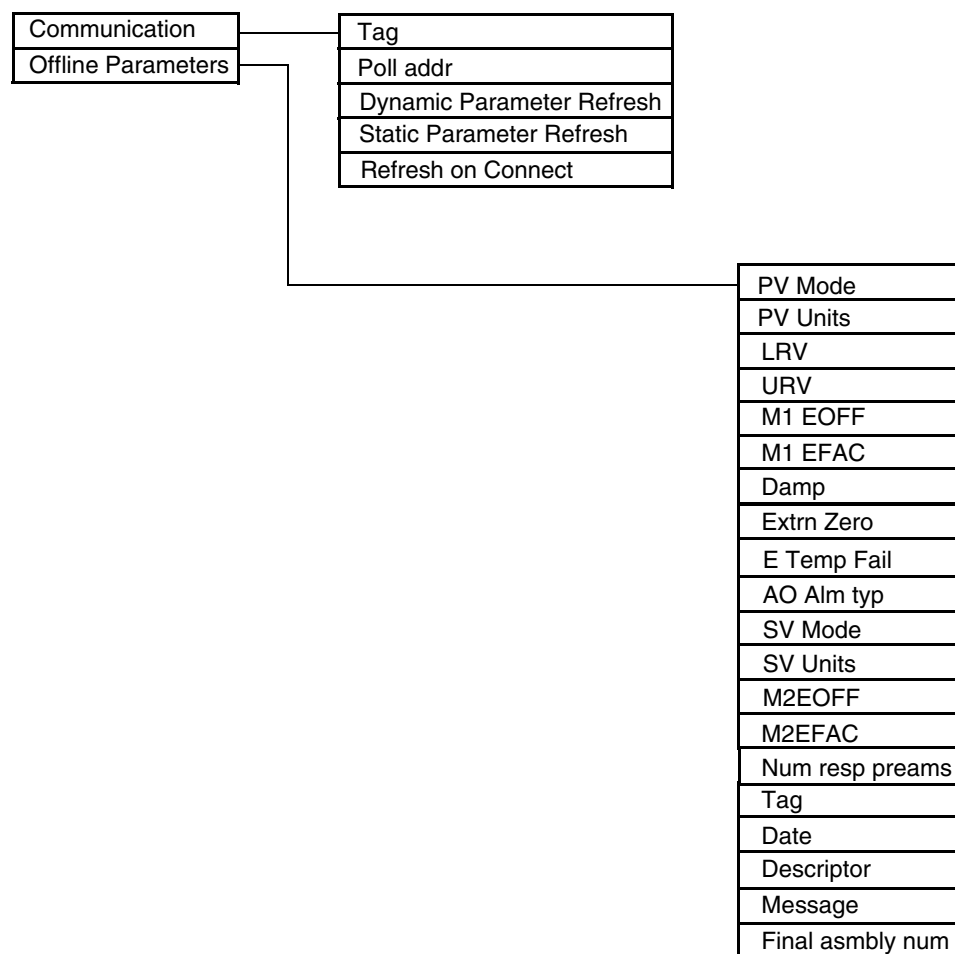 Communication
Offline Parameters
Tag
Poll addr
Dynamic Parameter Refresh
Static Parameter Refresh
Refresh on Connect
PV Mode
PV Units
LRV
URV
M1 EOFF
M1 EFAC
Damp
Extrn Zero
E Temp Fail
AO Alm typ
SV Mode
SV Units
M2EOFF
M2EFAC
Num resp preams
Tag
Date
Descriptor
Message
Final asmbly num